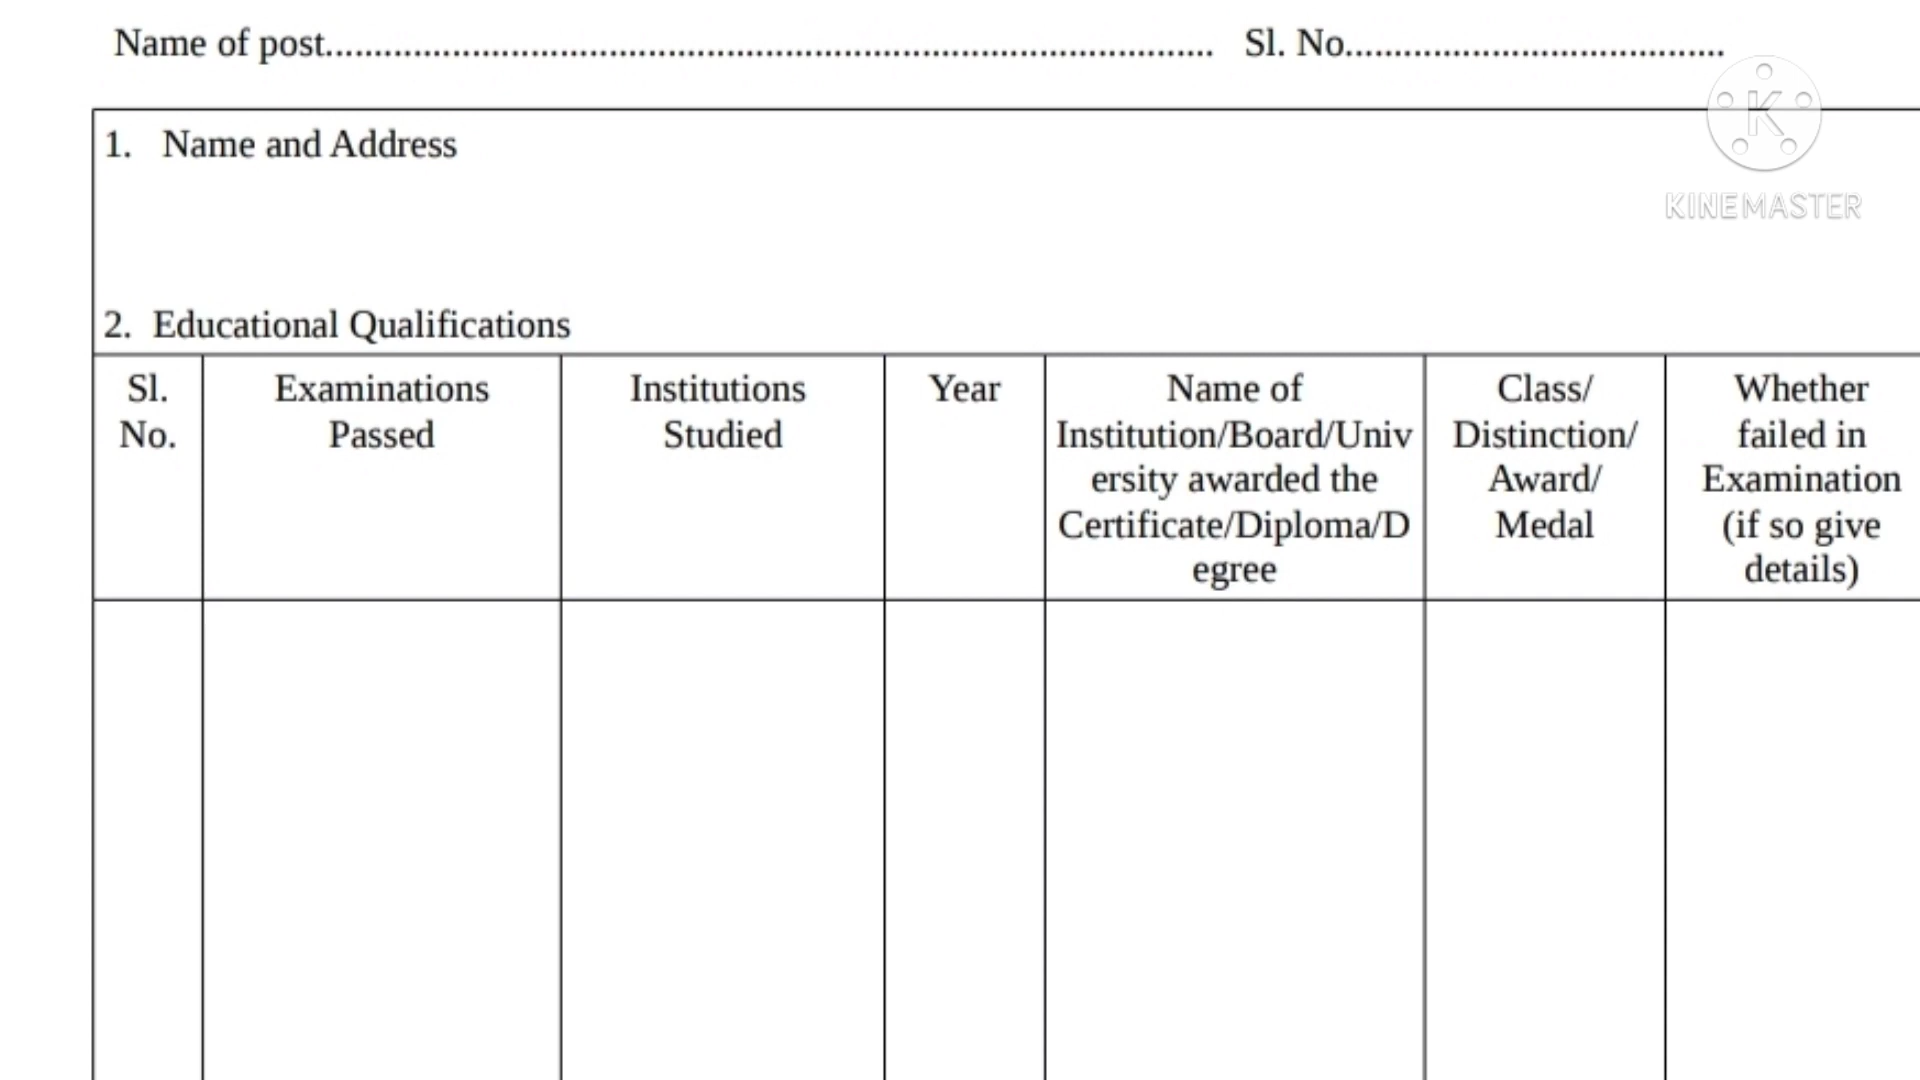 Name of post........................................................................................... Sl. No.......................................
1. Name and Address
KINEMASTER
2. Educational Qualifications
Sl.
No.
Examinations
Passed
Institutions
Studied
Year
Name of
Institution/Board/Univ
ersity awarded the
Certificate/Diploma/D
egree
Class/
Distinction/
Award/
Medal
Whether
failed in
Examination
(if so give
details)
K